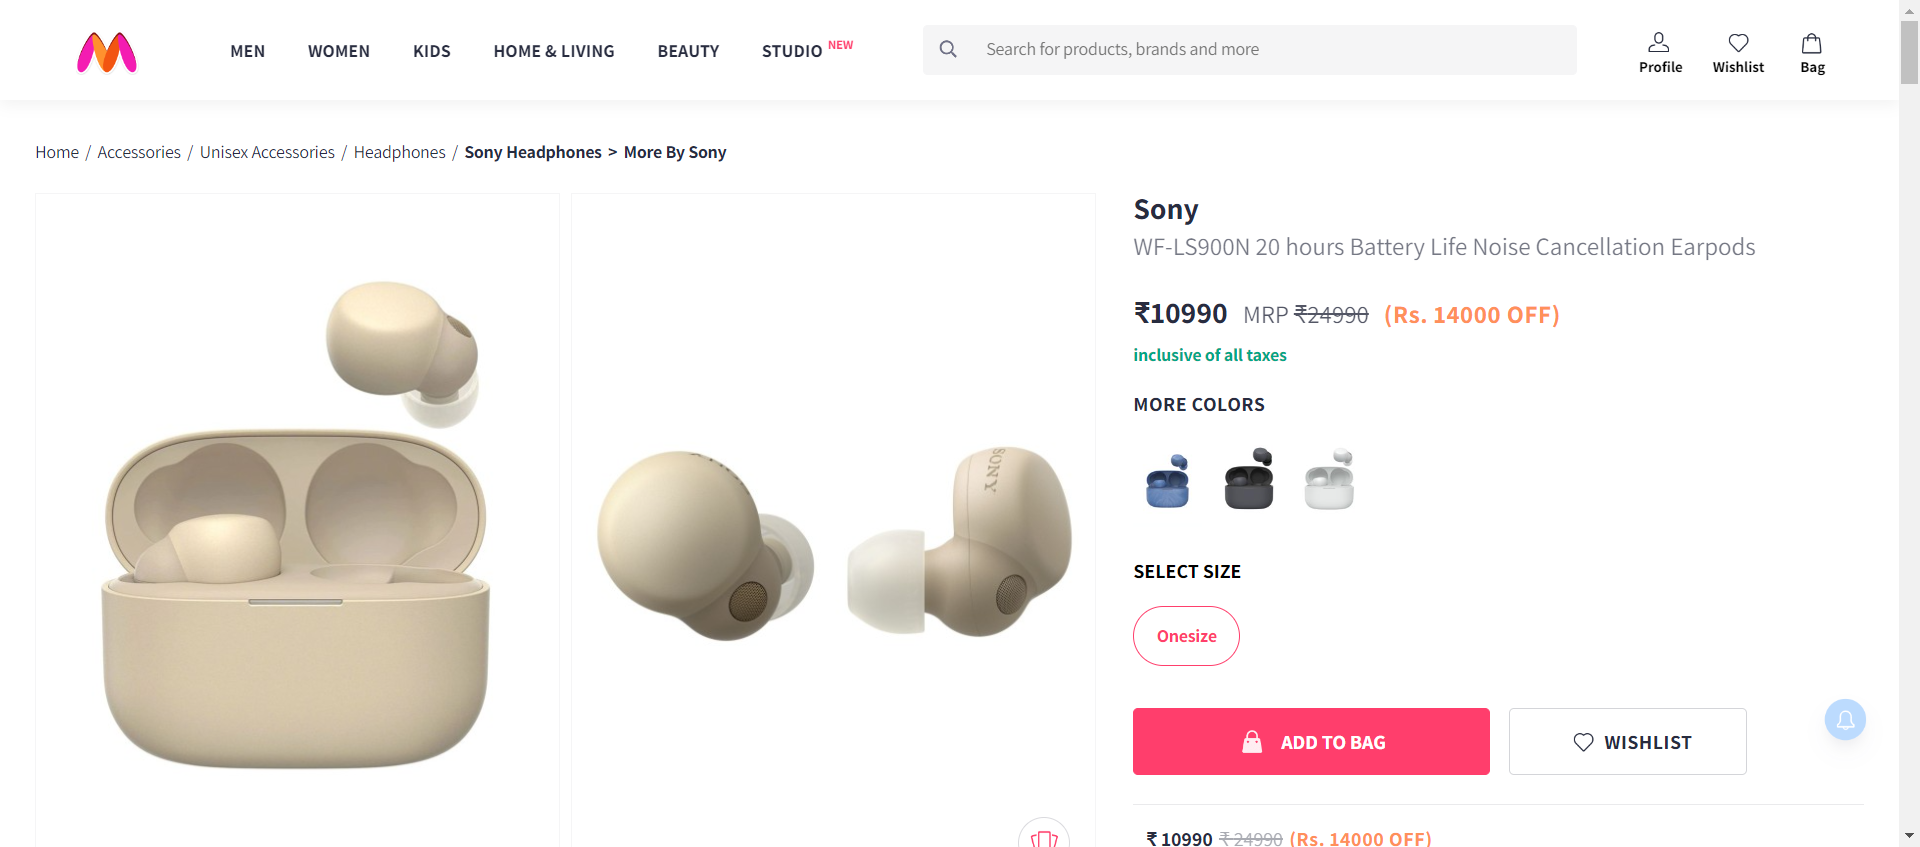 MEN WOMEN KIDS HOME & LIVING BEAUTY STUDIO NEW Search for products, brands and more Profile Wishlist Bag
Home / Accessories / Unisex Accessories / Headphones / Sony Headphones > More By Sony
Sony
WF-LS900N 20 hours Battery Life Noise Cancellation Earpods
₹10990 MRP ₹24990 (Rs. 14000 OFF)
inclusive of all taxes
MORE COLORS
SONY
SELECT SIZE
Onesize
ADD TO BAG WISHLIST
₹ 10990 ₹ 24990 (Rs. 14000 OFF)